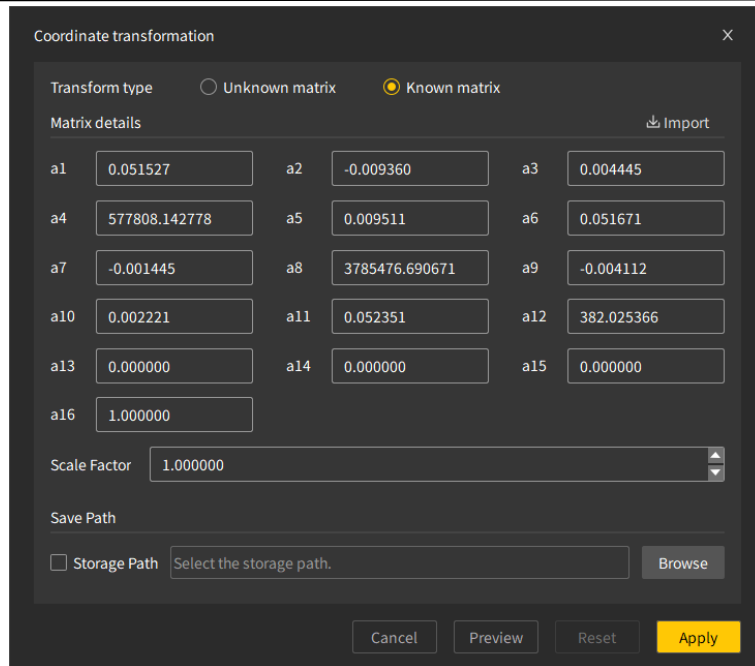 Coordinate transformation X
Transform type Unknown matrix Known matrix
Matrix details Import
a1 0.051527 a2 -0.009360 a3 0.004445
a4 577808.142778 a5 0.009511 a6 0.051671
a7 -0.001445 a8 3785476.690671 a9 -0.004112
a10 0.002221 a11 0.052351 a12 382.025366
a13 0.000000 a14 0.000000 a15 0.000000
a16 1.000000
Scale Factor 1.000000
Save Path
Storage Path Select the storage path. Browse
Cancel Preview Reset Apply